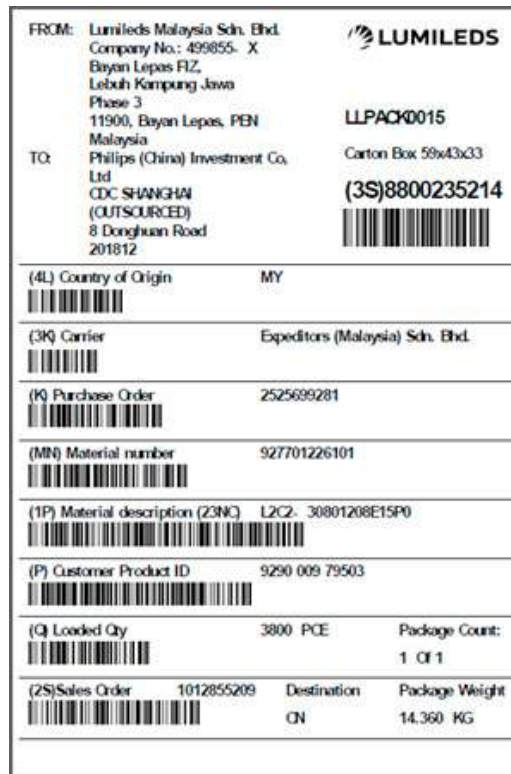 FROM: Lumileds Malaysia Sdn. Bhd.
Company No.: 499855- X
Bayan Lepas FIZ,
Lebuh Kampung Jawa
Phase 3
11900, Bayan Lepas, PEN
Malaysia
TO: Philips (China) Investment Co,
Ltd
CDC SHANGHAI
(OUTSOURCED)
8 Donghuan Road
201812
LUMILEDS
LLPACK0015
Carton Box 59x43x33
(3S)8800235214
(4L) Country of Origin MY
(3K) Carrier Expeditors (Malaysia) Sdn. Bhd.
(K) Purchase Order 2525699281
(MN) Material number 927701226101
(1P) Material description (23NC) L2C2- 30801208E15P0
(P) Customer Product ID 9290 009 79503
(Q) Loaded Qty 3800 PCE Package Count:
1 Of 1
(2S)Sales Order 1012855209 Destination Package Weight
CN 14.360 KG